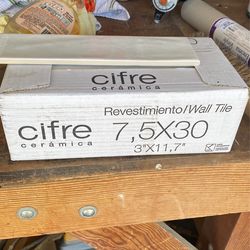 cifre
cerámica
Revestimiento/Wall Tile
cifre
cerámica
7,5X30
3"X11,7"